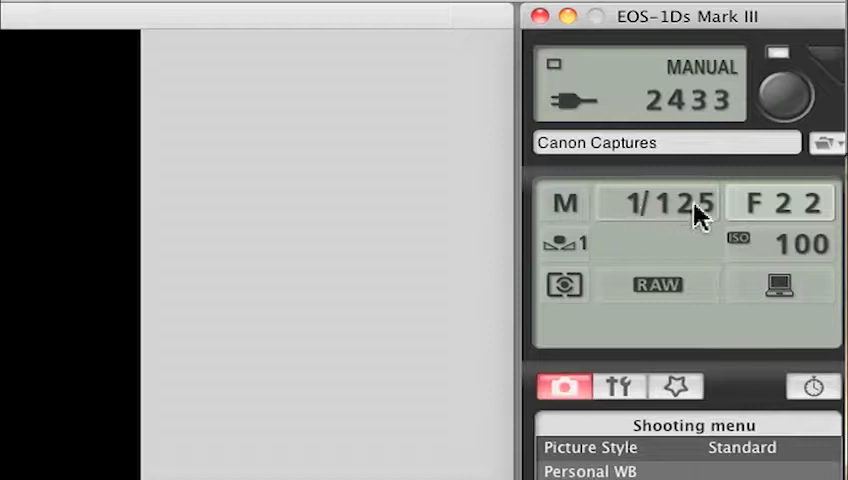 EOS-1Ds Mark III
MANUAL
2433
Canon Captures
M 1/125 F22
1 ISO 100
RAW
Shooting menu
Picture Style Standard
Personal WB